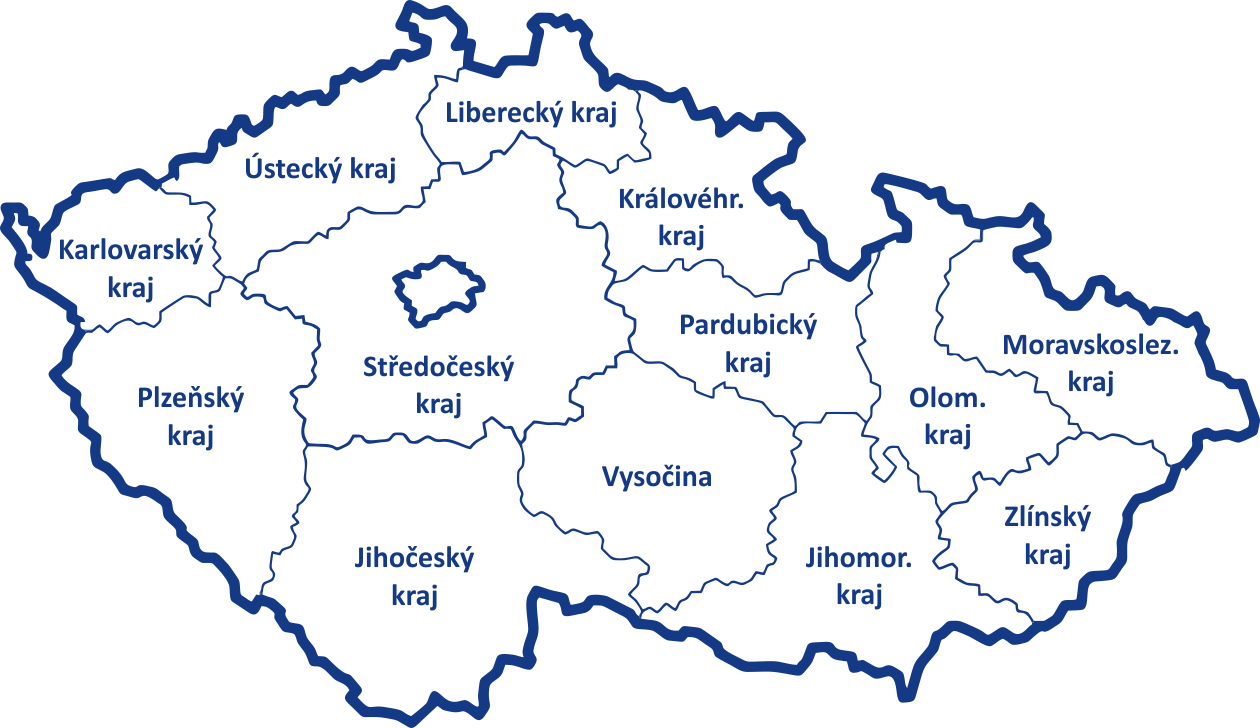 Liberecký kraj
Ústecký kraj
Královéhr.
kraj
Karlovarský
kraj
Pardubický
kraj
Moravskoslez.
kraj
Středočeský
kraj
Plzeňský
kraj
Olom.
kraj
Vysočina
Zlínský
kraj
Jihočeský
kraj
Jihomor.
kraj